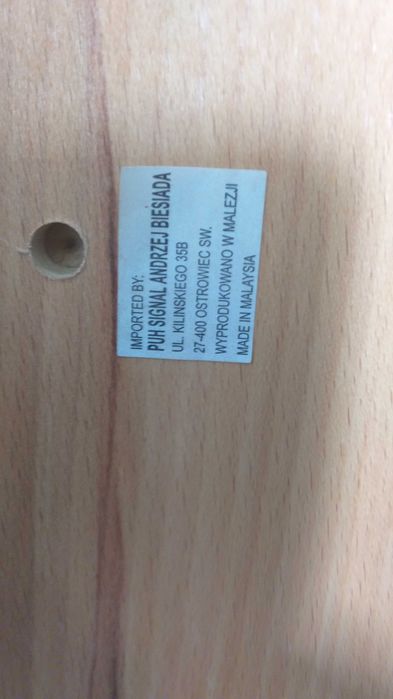 IMPORTED BY:
PUH SIGNAL ANDRZEJ BIESIADA
UL. KILINSKIEGO 35B
27-400 OSTROWIEC SW.
WYPRODUKOWANO W MALEZJI
MADE IN MALAYSIA